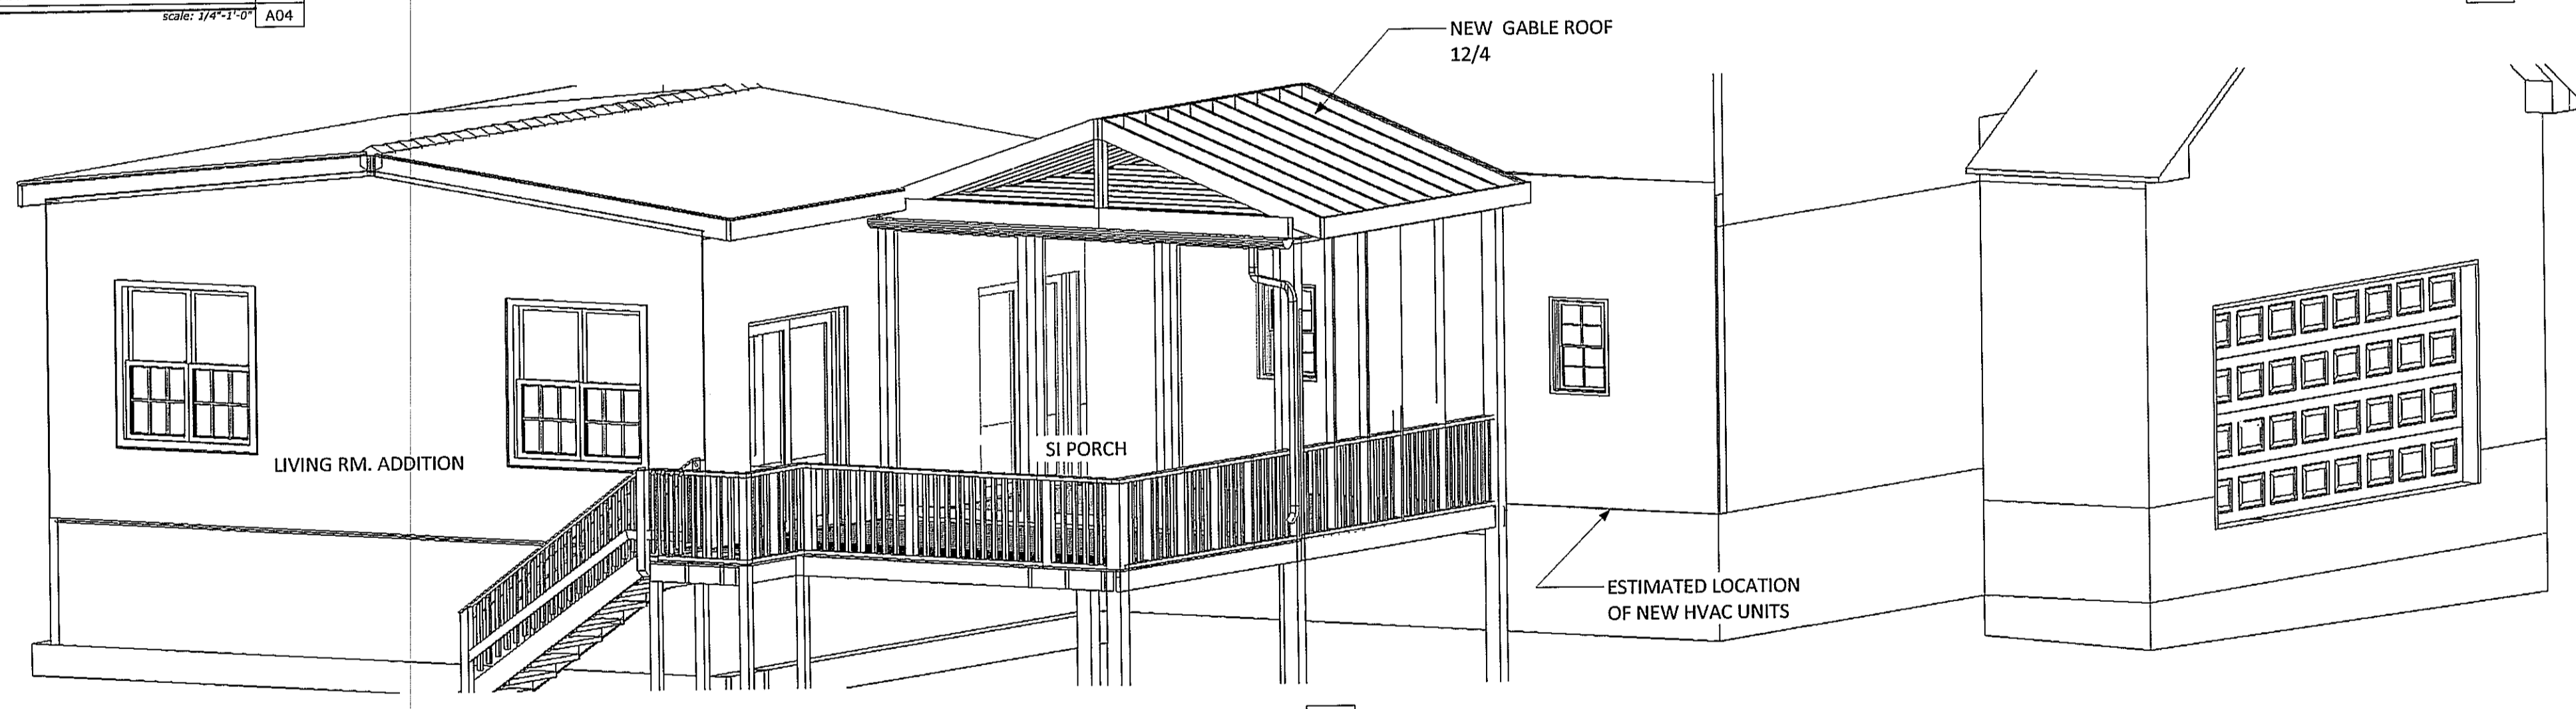 scale: 1/4"-1'-0"
A04
NEW GABLE ROOF
12/4
LIVING RM. ADDITION
SI PORCH
ESTIMATED LOCATION
OF NEW HVAC UNITS